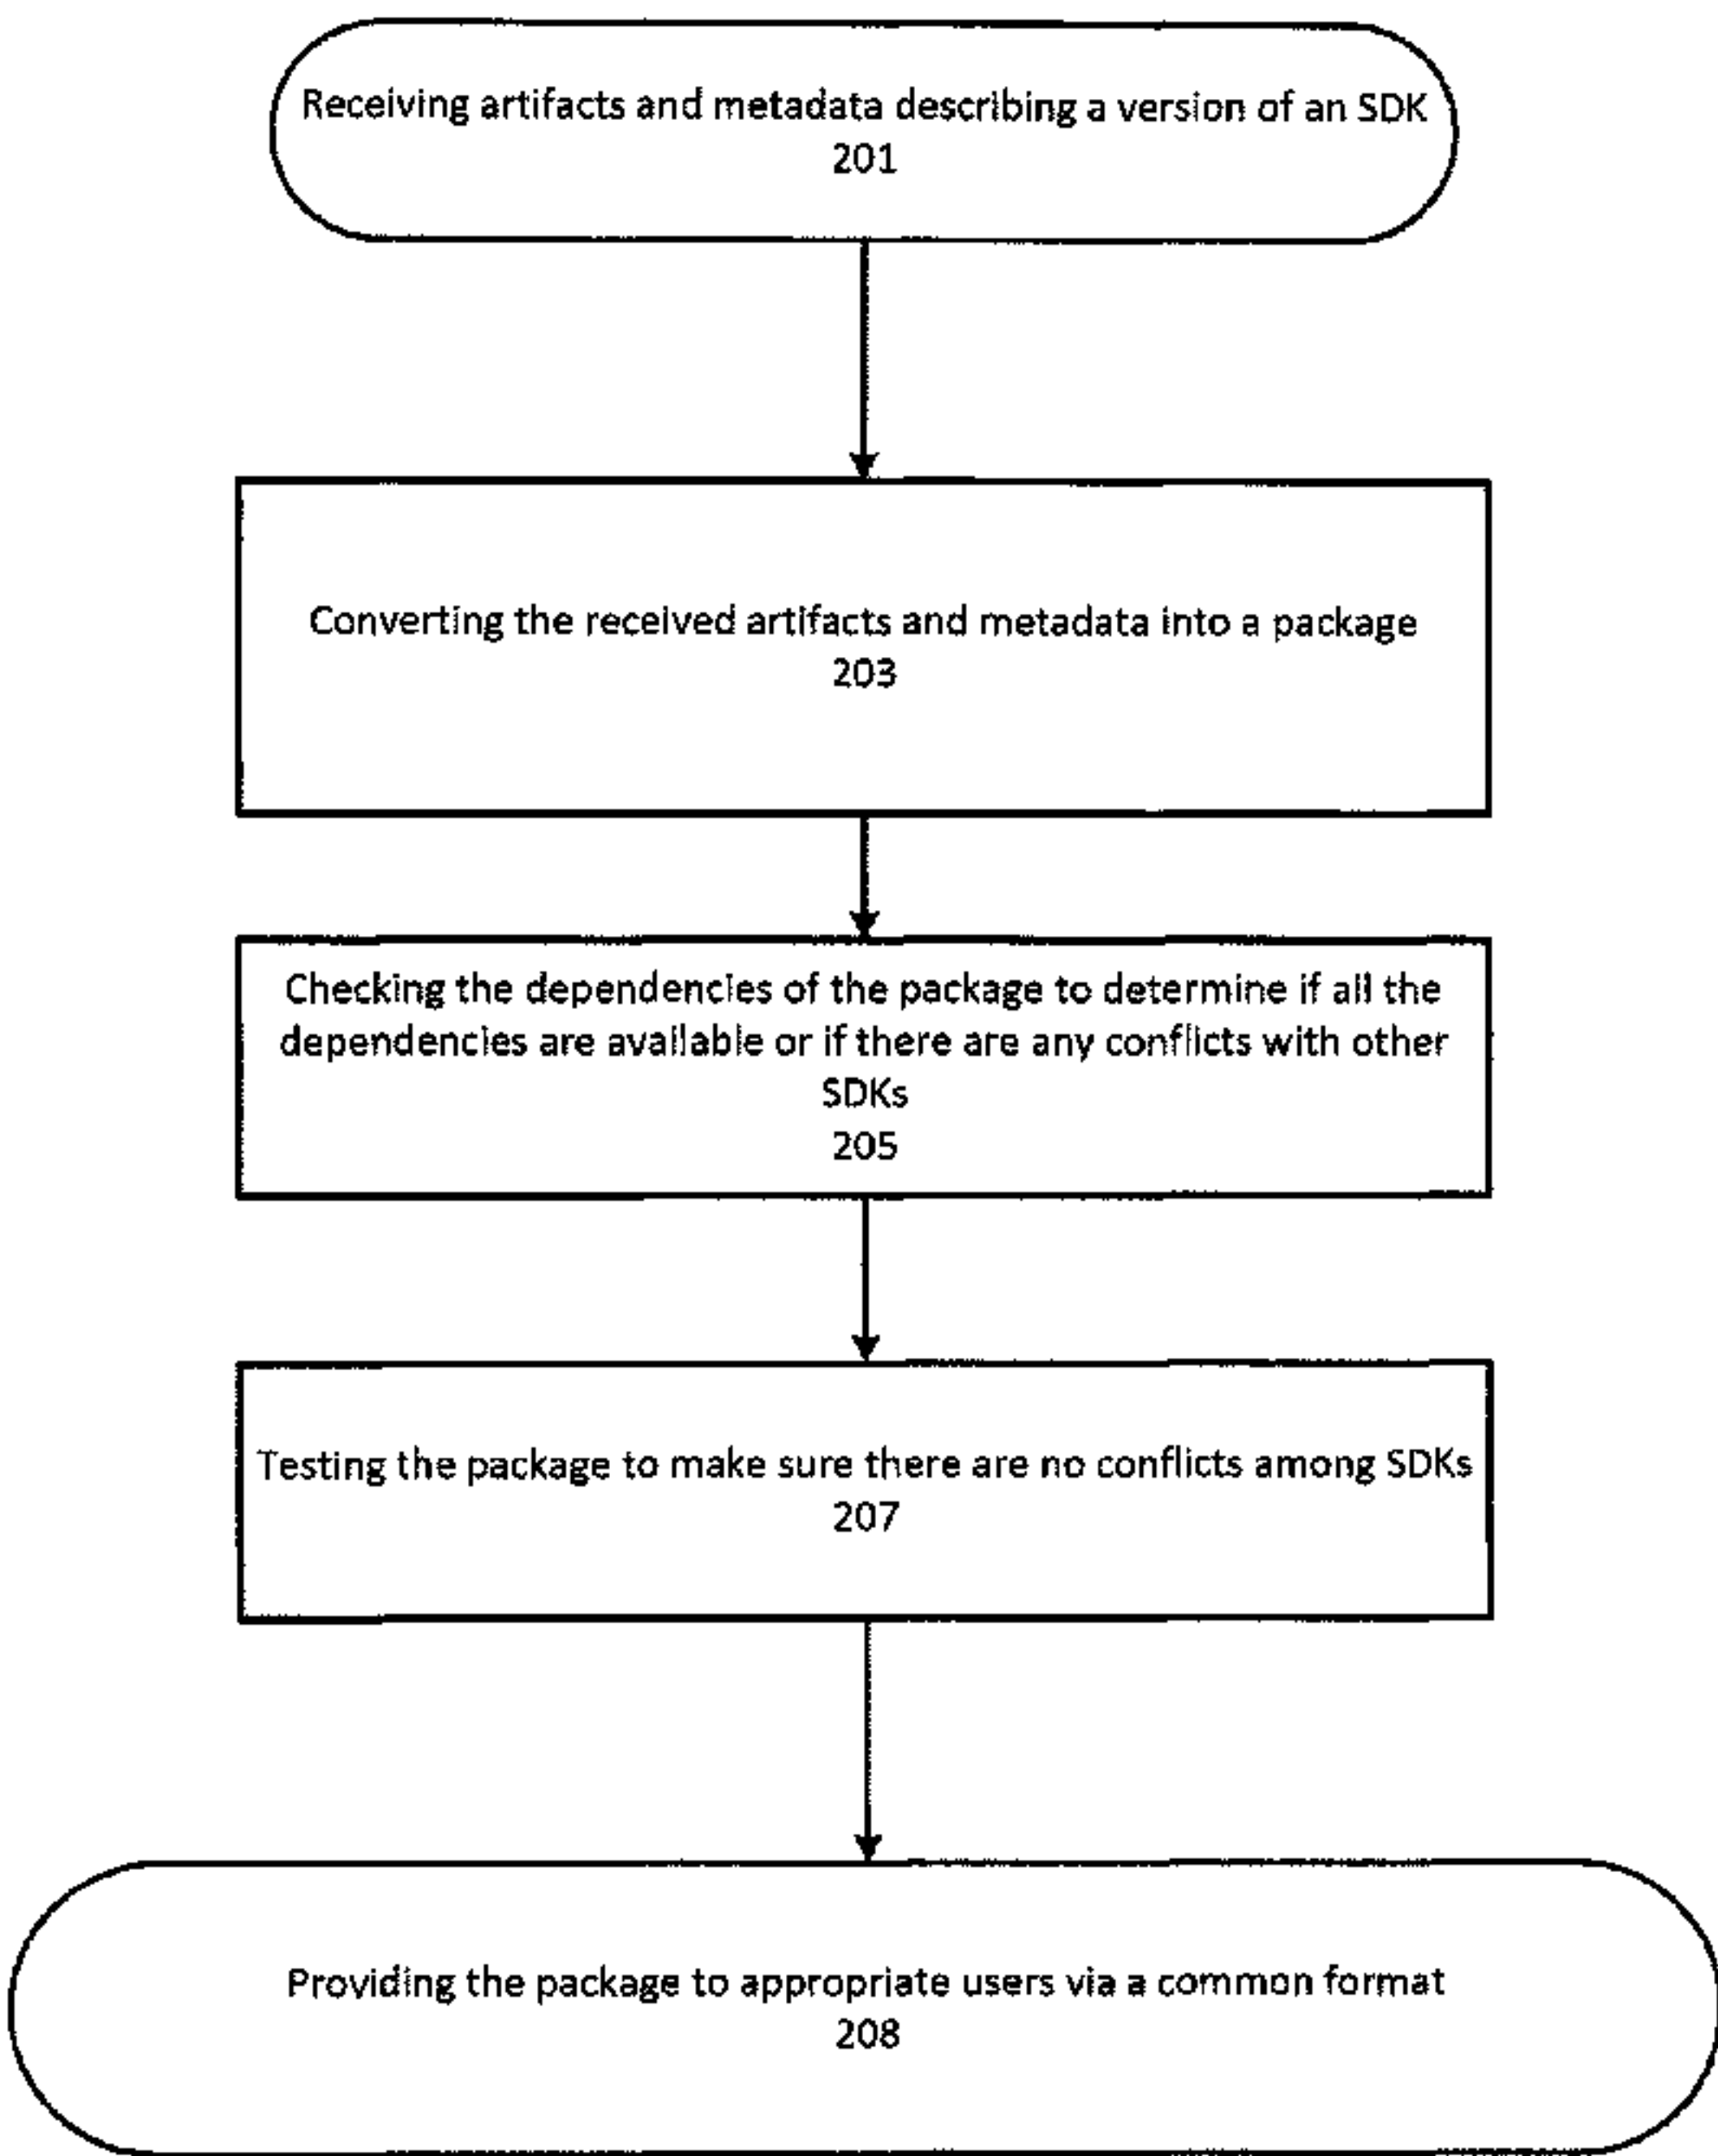 Receiving artifacts and metadata describing a version of an SDK
201
Converting the received artifacts and metadata into a package
203
Checking the dependencies of the package to determine if all the
dependencies are available or if there are any conflicts with other
SDKs
205
Testing the package to make sure there are no conflicts among SDKs
207
Providing the package to appropriate users via a common format
208